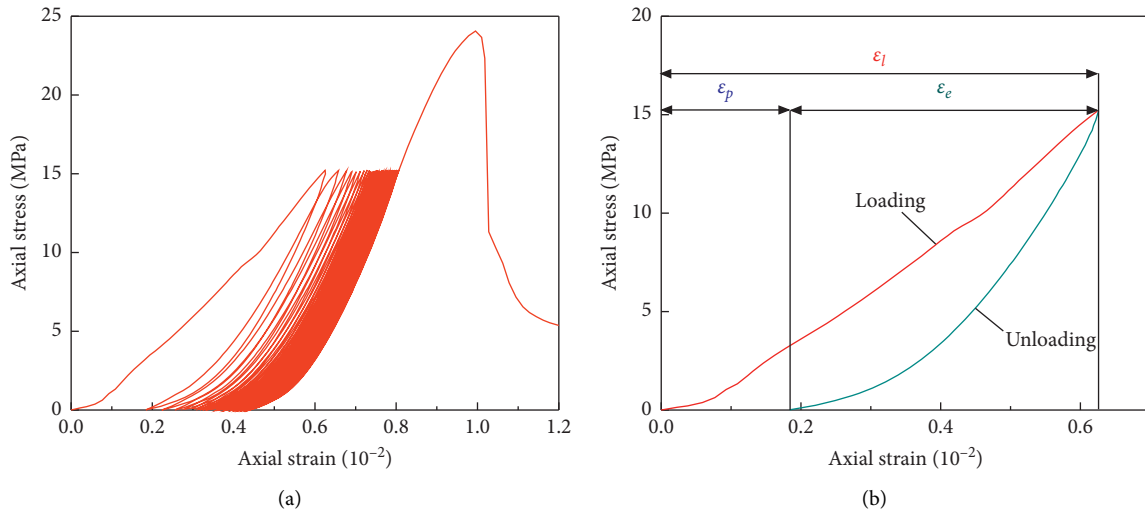 25
20
15
10
5
0
0.0
0.2
0.4
0.6
0.8
1.0
1.2
Axial stress (MPa)
Axial strain (10⁻²)
(a)
20
15
10
5
0
0.0
0.2
0.4
0.6
Axial stress (MPa)
Axial strain (10⁻²)
εₗ
εₚ
εₑ
Loading
Unloading
(b)